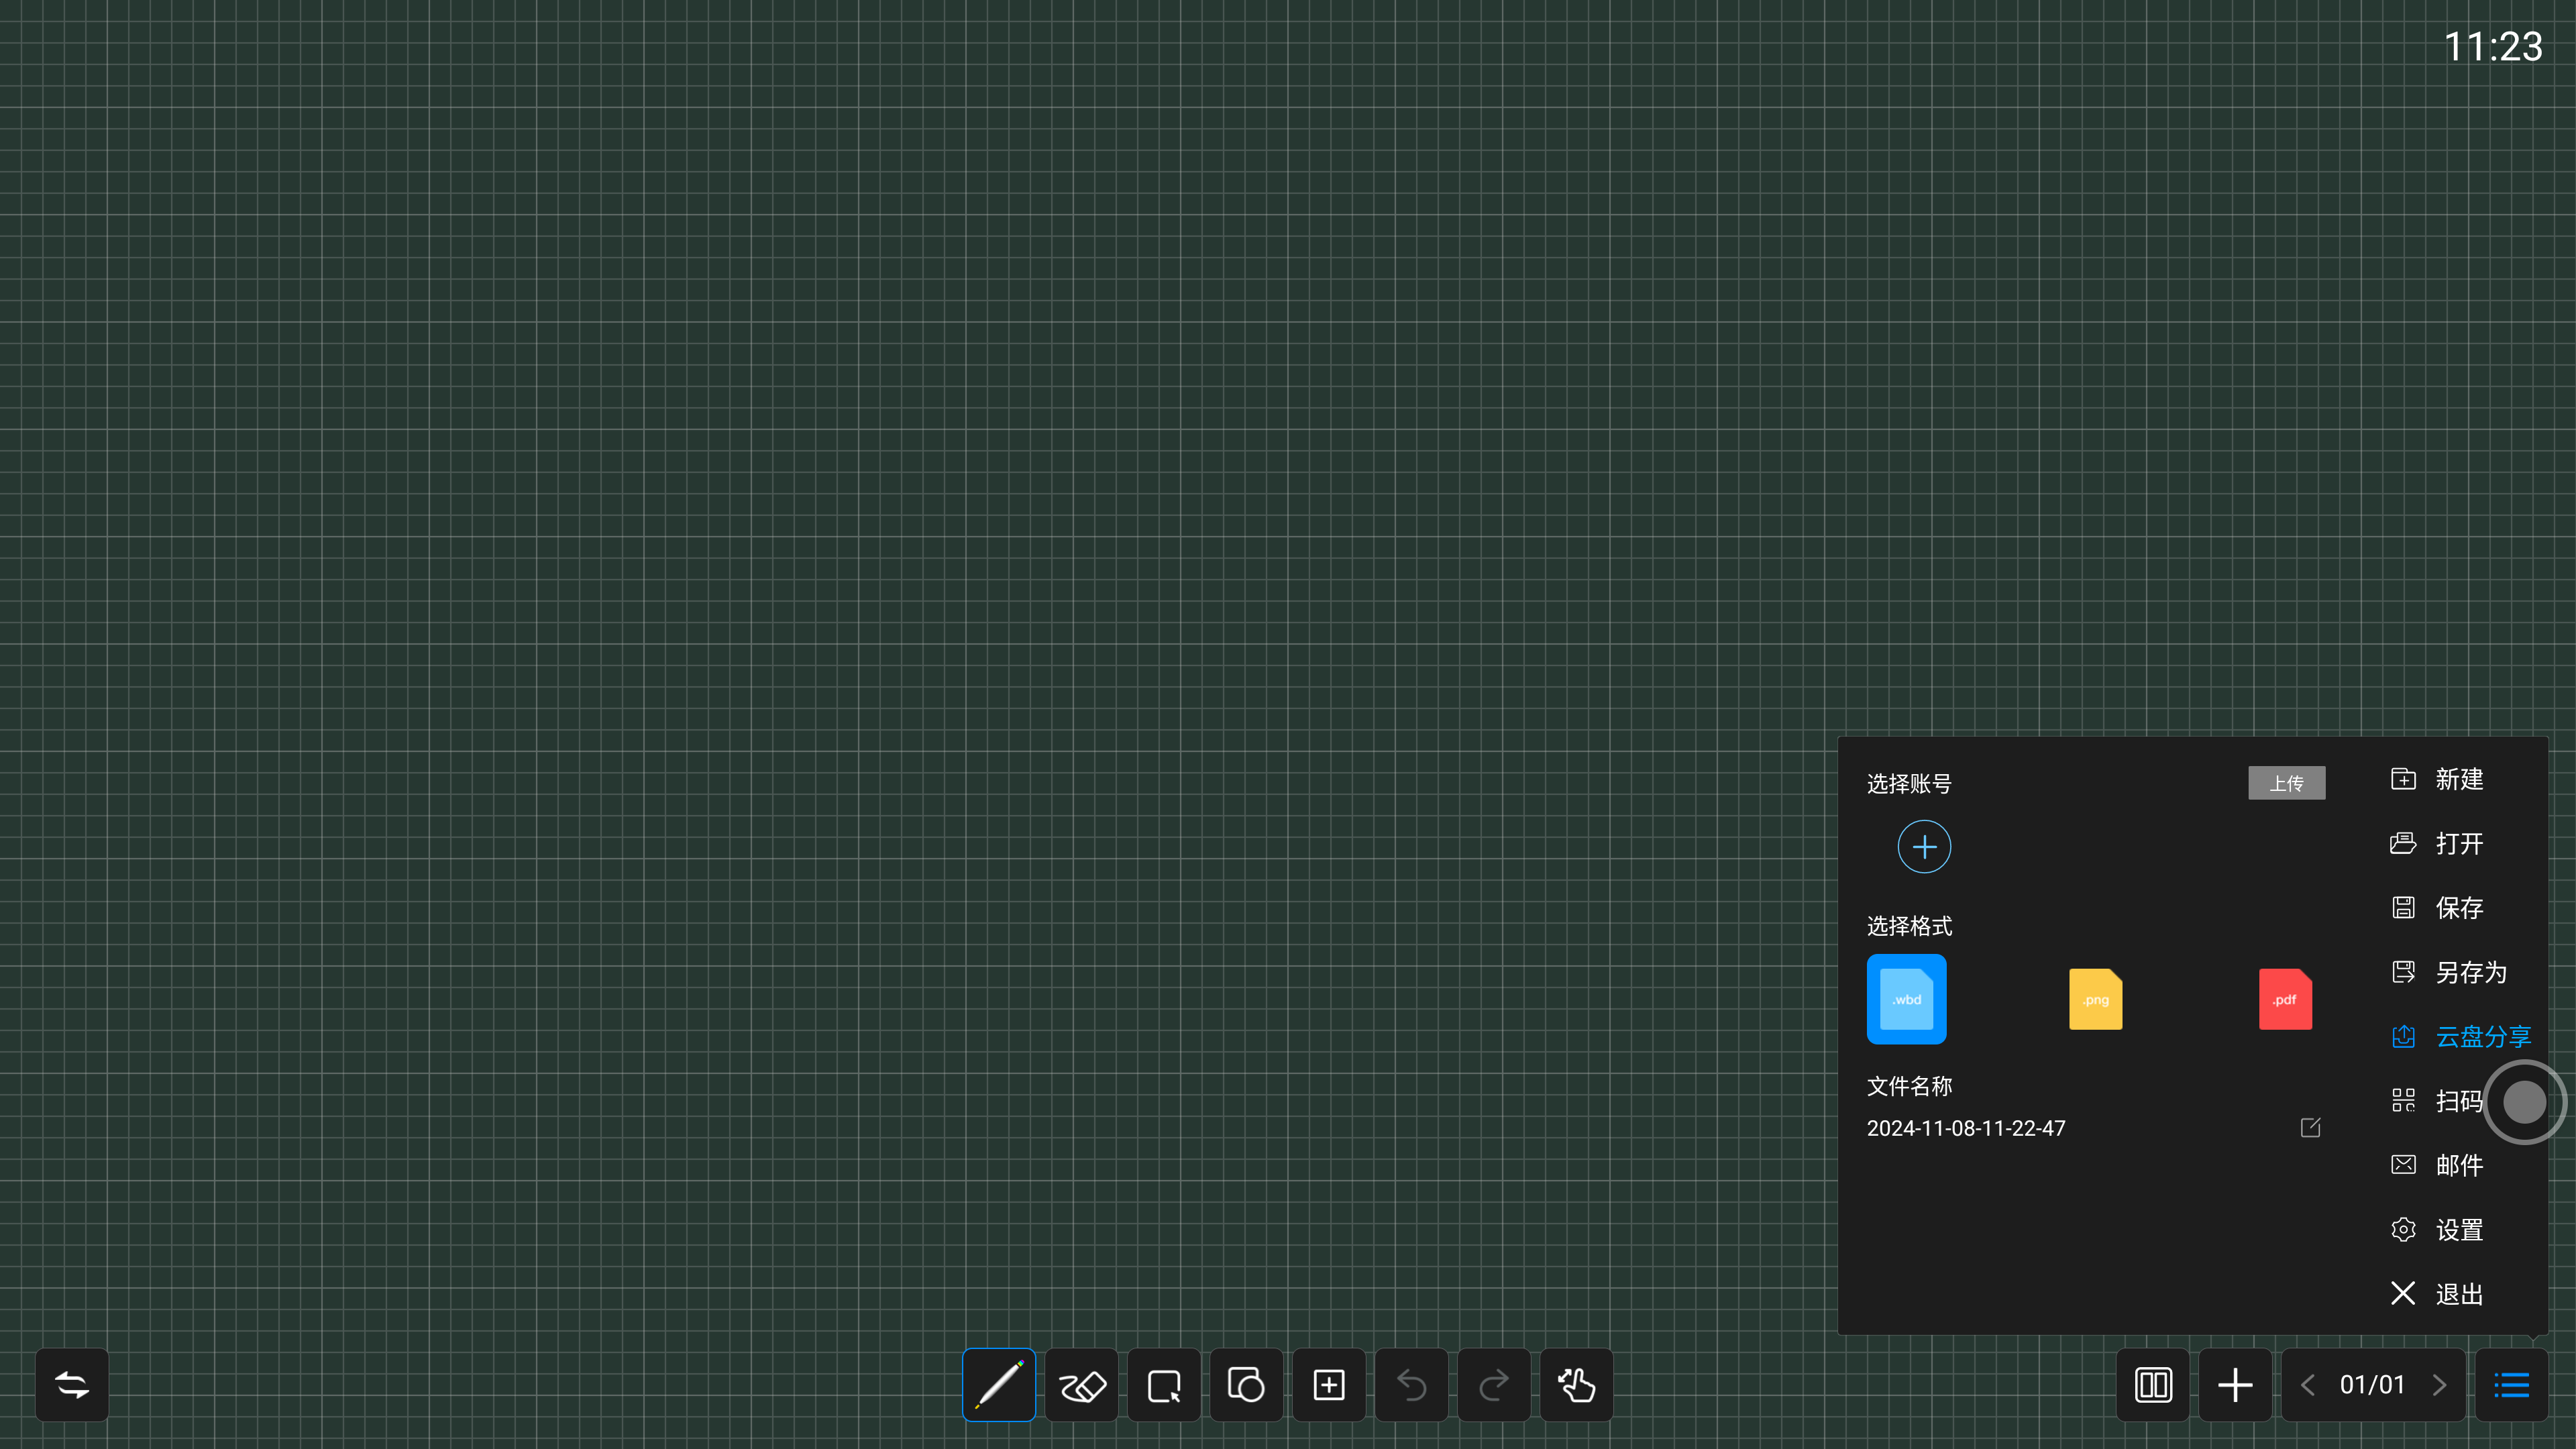 11:23
选择账号
上传
选择格式
.wbd
.png
.pdf
文件名称
2024-11-08-11-22-47
新建
打开
保存
另存为
云盘分享
扫码
邮件
设置
退出
01/01